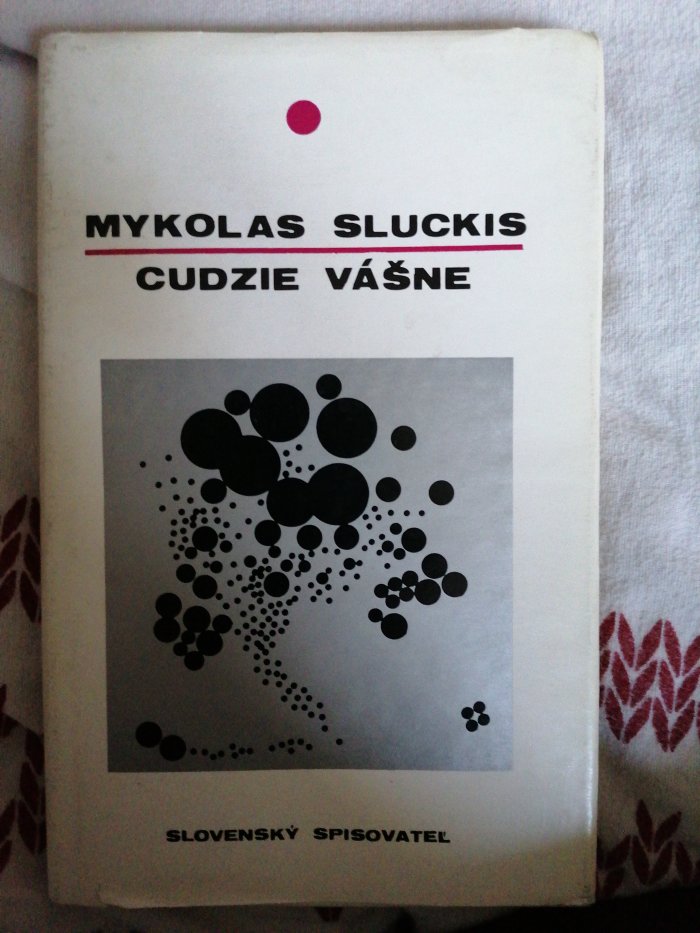 MYKOLAS SLUCKIS
CUDZIE VÁŠNE
SLOVENSKÝ SPISOVATEĽ